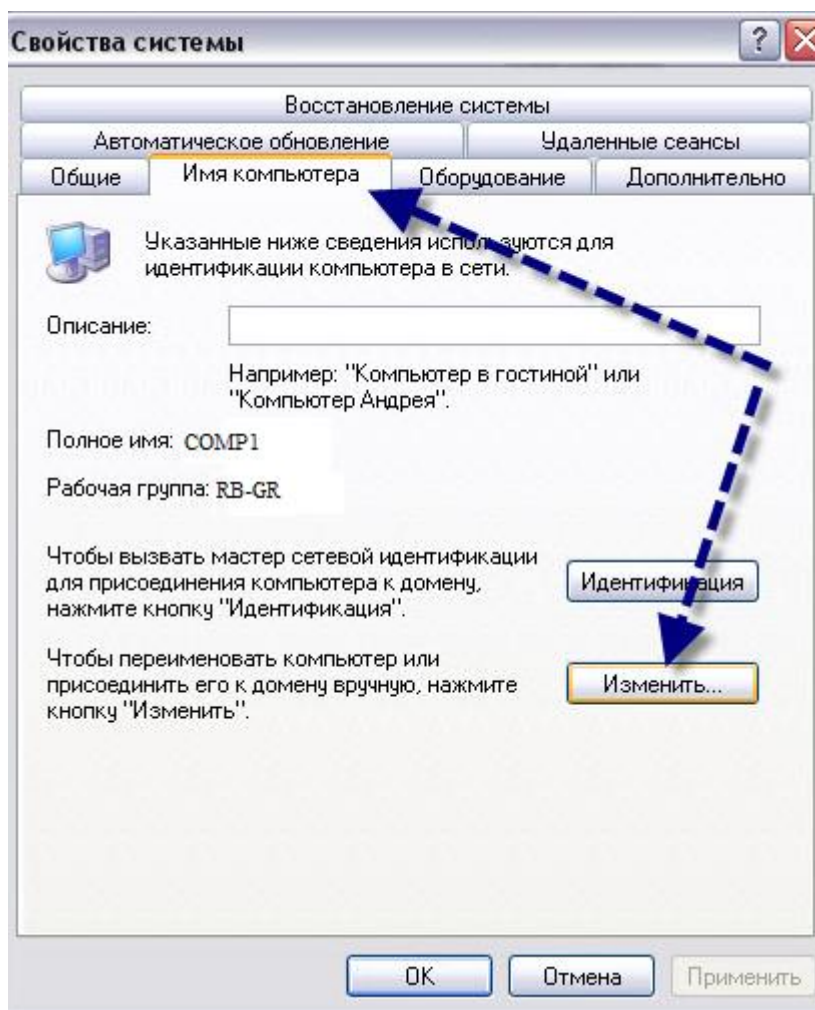 Свойства системы
Восстановление системы
Автоматическое обновление Удаленные сеансы
Общие Имя компьютера Оборудование Дополнительно
Указанные ниже сведения используются для
идентификации компьютера в сети.
Описание:
Например: "Компьютер в гостиной" или
"Компьютер Андрея".
Полное имя: COMP1
Рабочая группа: RB-GR
Чтобы вызвать мастер сетевой идентификации
для присоединения компьютера к домену,
нажмите кнопку "Идентификация".
Идентификация
Чтобы переименовать компьютер или
присоединить его к домену вручную, нажмите
кнопку "Изменить".
Изменить...
OK Отмена Применить